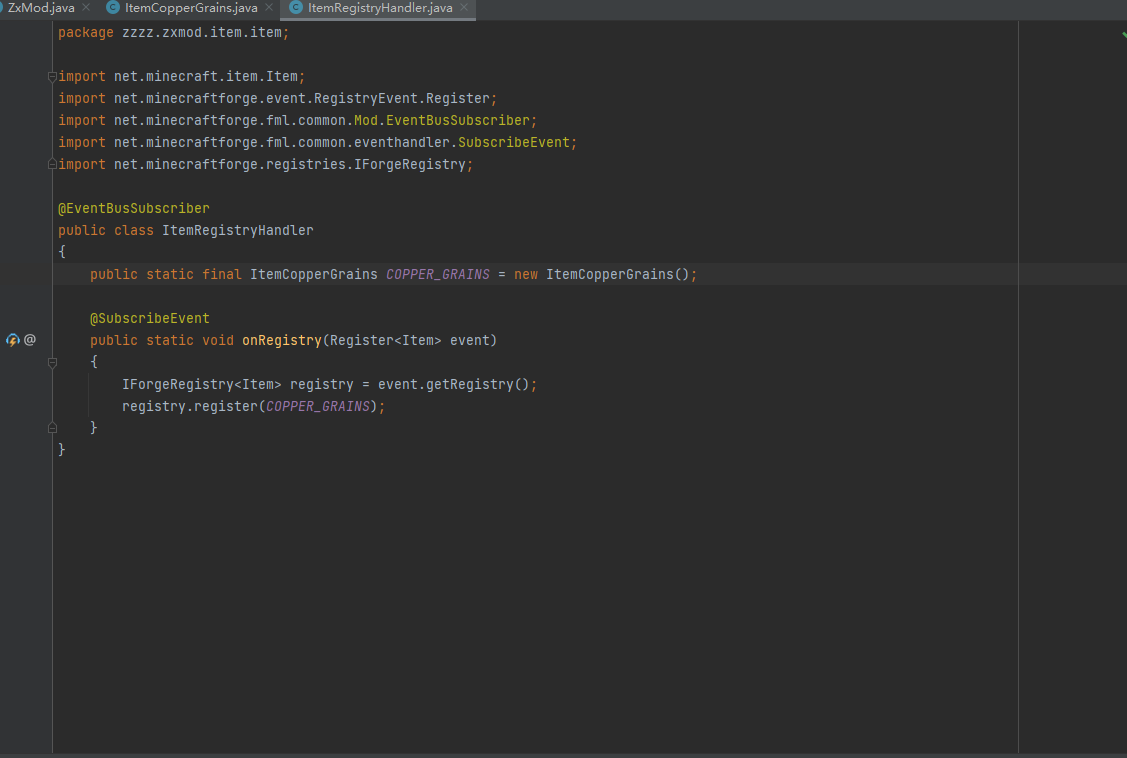 ZxMod.java ItemCopperGrains.java ItemRegistryHandler.java
package zzzz.zxmod.item.item;
import net.minecraft.item.Item;
import net.minecraftforge.event.RegistryEvent.Register;
import net.minecraftforge.fml.common.Mod.EventBusSubscriber;
import net.minecraftforge.fml.common.eventhandler.SubscribeEvent;
import net.minecraftforge.registries.IForgeRegistry;
@EventBusSubscriber
public class ItemRegistryHandler
{
public static final ItemCopperGrains COPPER_GRAINS = new ItemCopperGrains();
@SubscribeEvent
public static void onRegistry(Register<Item> event)
{
IForgeRegistry<Item> registry = event.getRegistry();
registry.register(COPPER_GRAINS);
}
}